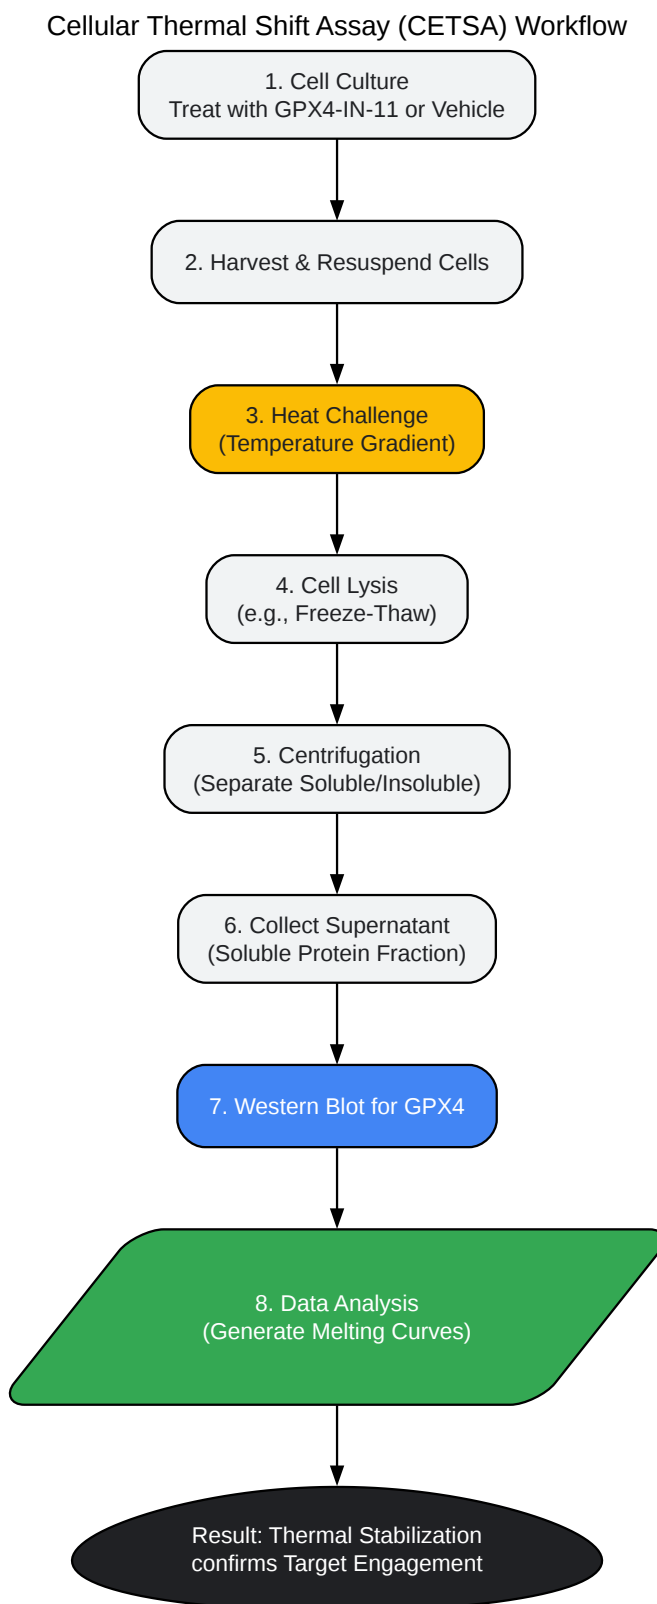 Cellular Thermal Shift Assay (CETSA) Workflow
1. Cell Culture
Treat with GPX4-IN-11 or Vehicle
2. Harvest & Resuspend Cells
3. Heat Challenge
(Temperature Gradient)
4. Cell Lysis
(e.g., Freeze-Thaw)
5. Centrifugation
(Separate Soluble/Insoluble)
6. Collect Supernatant
(Soluble Protein Fraction)
7. Western Blot for GPX4
8. Data Analysis
(Generate Melting Curves)
Result: Thermal Stabilization
confirms Target Engagement